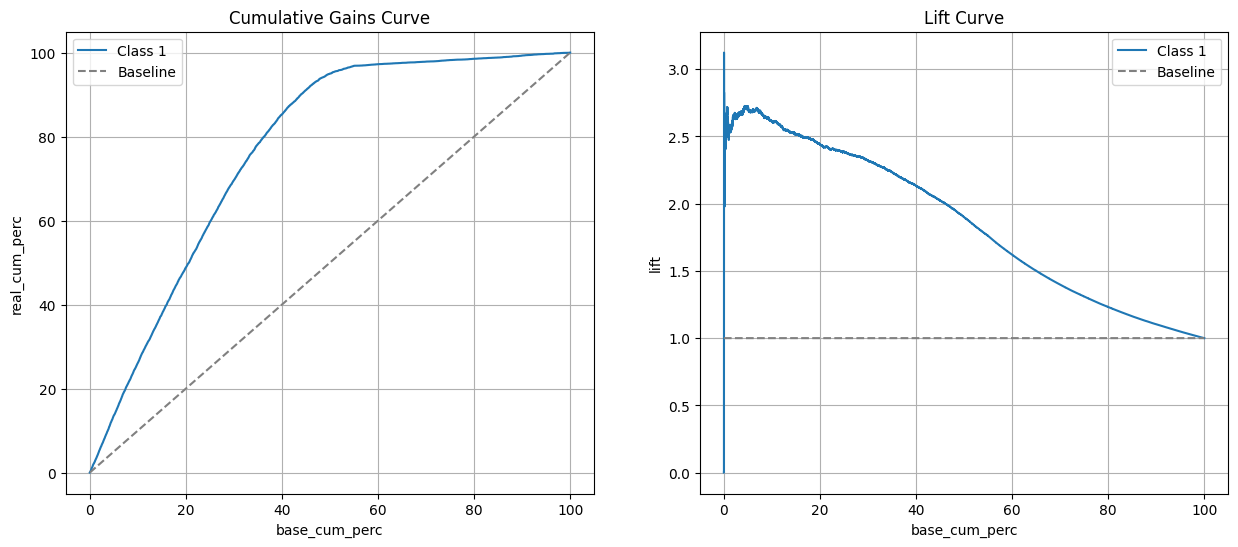 Cumulative Gains Curve
Class 1
Baseline
100
80
60
40
20
0
real_cum_perc
0 20 40 60 80 100
base_cum_perc
Lift Curve
Class 1
Baseline
3.0
2.5
2.0
1.5
1.0
0.5
0.0
lift
0 20 40 60 80 100
base_cum_perc